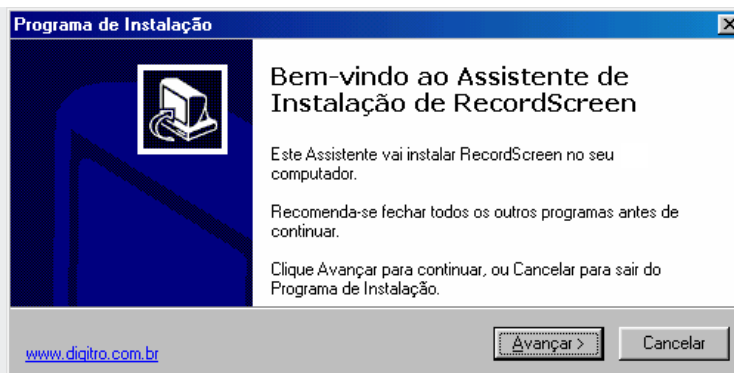 Programa de Instalação
Bem-vindo ao Assistente de
Instalação de RecordScreen
Este Assistente vai instalar RecordScreen no seu
computador.
Recomenda-se fechar todos os outros programas antes de
continuar.
Clique Avançar para continuar, ou Cancelar para sair do
Programa de Instalação.
www.digitro.com.br
Avançar >
Cancelar